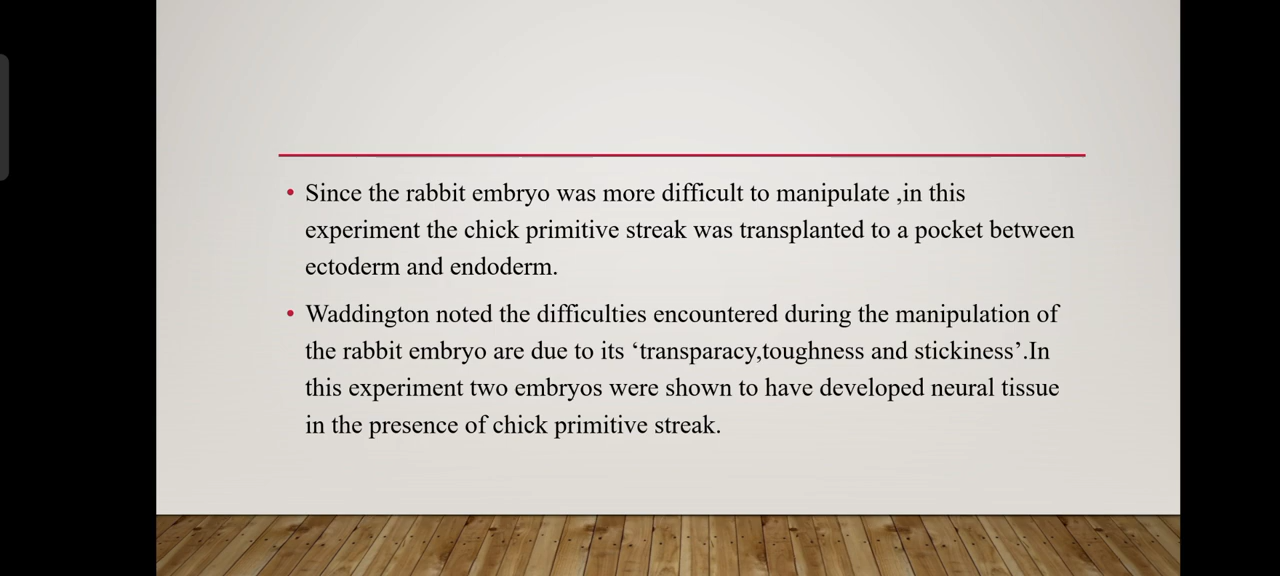 • Since the rabbit embryo was more difficult to manipulate ,in this
experiment the chick primitive streak was transplanted to a pocket between
ectoderm and endoderm.
• Waddington noted the difficulties encountered during the manipulation of
the rabbit embryo are due to its ‘transparacy,toughness and stickiness’.In
this experiment two embryos were shown to have developed neural tissue
in the presence of chick primitive streak.